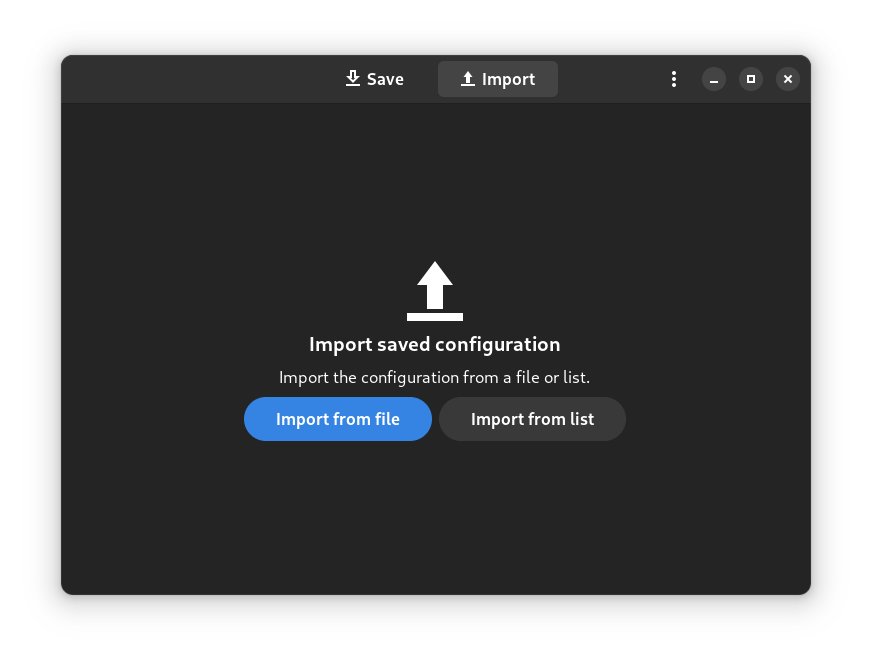 Save
Import
Import saved configuration
Import the configuration from a file or list.
Import from file
Import from list